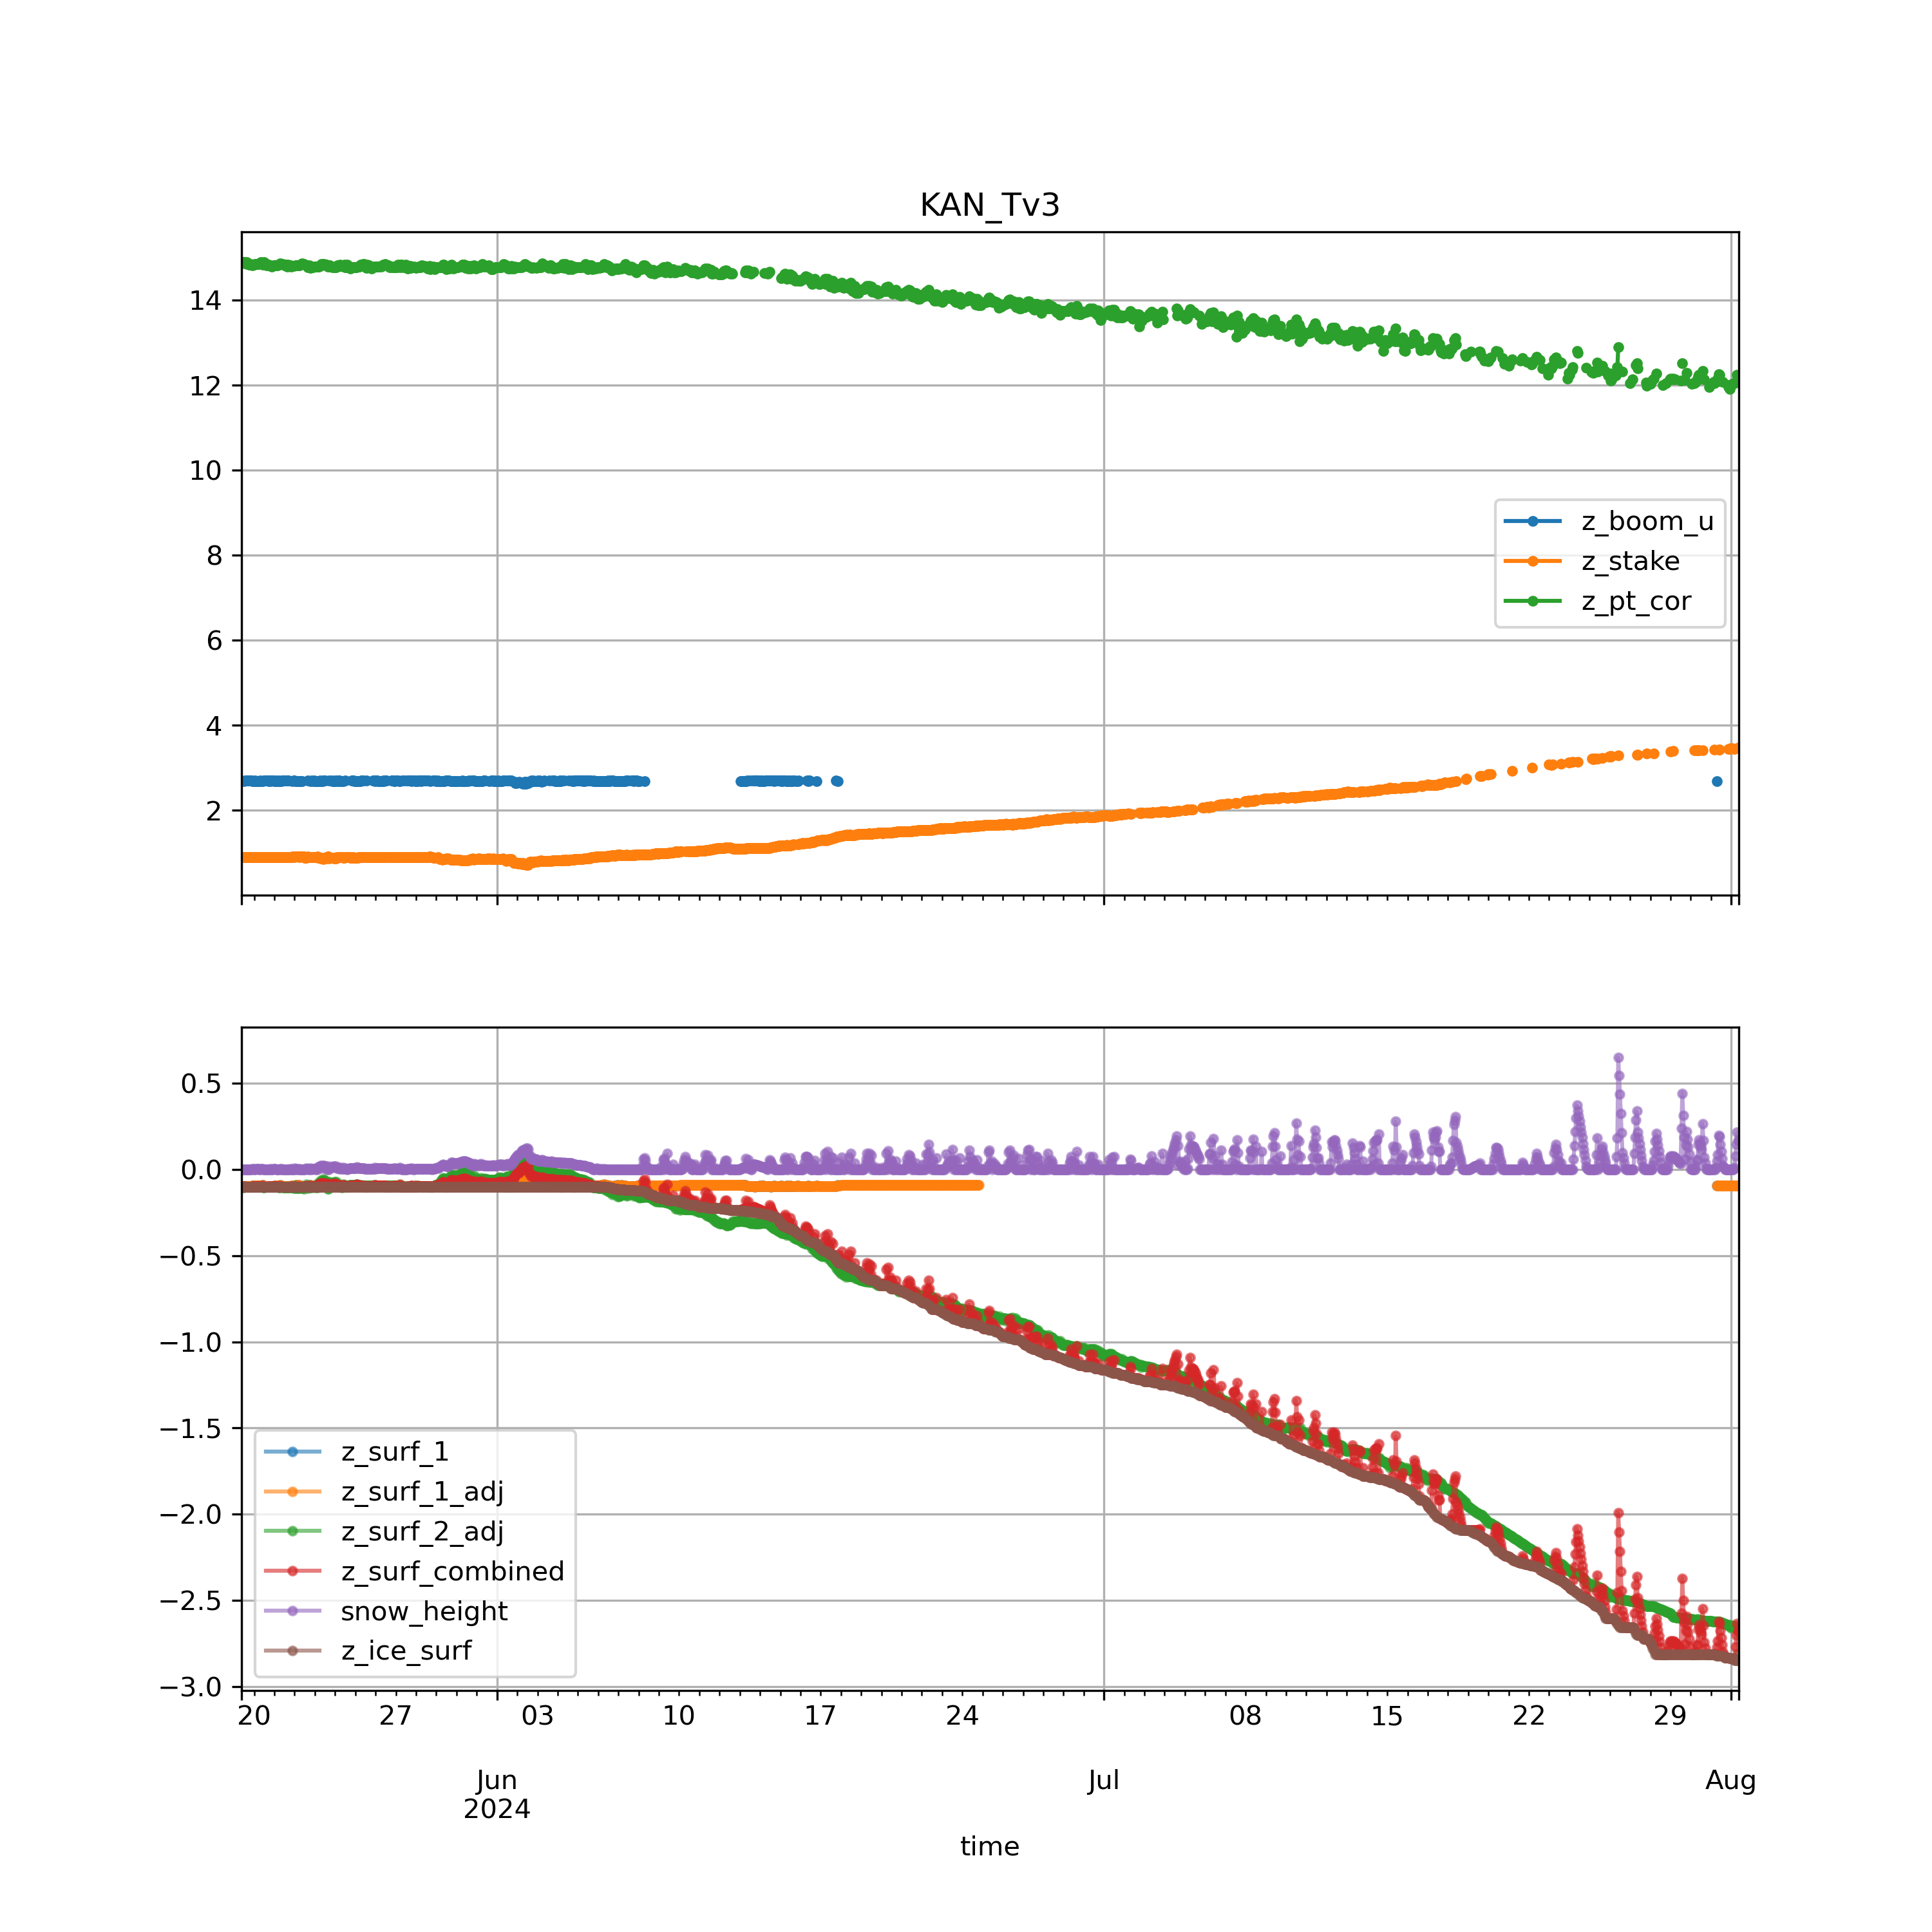 KAN_Tv3
14
12
10
8
6
4
2
z_boom_u
z_stake
z_pt_cor
0.5
0.0
−0.5
−1.0
−1.5
−2.0
−2.5
−3.0
z_surf_1
z_surf_1_adj
z_surf_2_adj
z_surf_combined
snow_height
z_ice_surf
20 27 03 10 17 24 08 15 22 29
Jun Jul Aug
2024
time